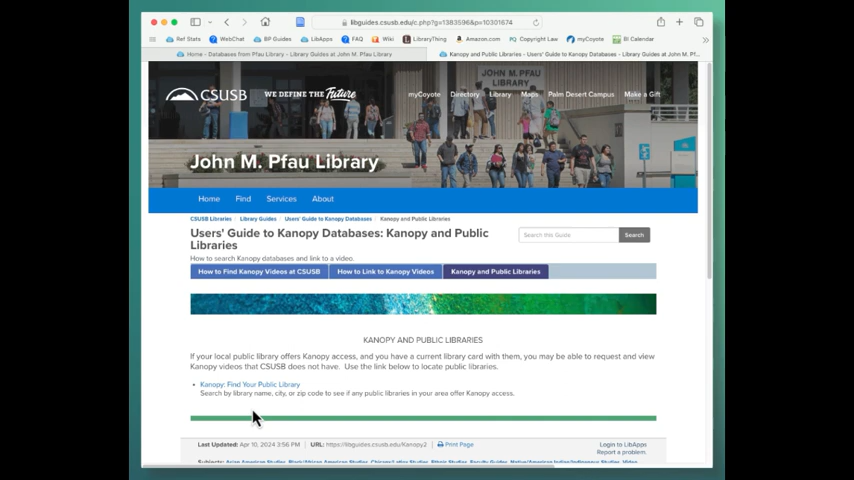 libguides.csusb.edu/c.php?g=1383596&p=10301674
Ref Stats WebChat BP Guides LibApps FAQ Wiki LibraryThing Amazon.com Copyright Law myCoyote BI Calendar
Home - Databases from Pfau Library - Library Guides at John M. Pfau Library
Kanopy and Public Libraries - Users' Guide to Kanopy Databases - Library Guides at John M. Pf...
JOHN M. PFAU
LIBRARY
CSUSB WE DEFINE THE Future
myCoyote Directory Library Maps Palm Desert Campus Make a Gift
John M. Pfau Library
Home Find Services About
CSUSB Libraries / Library Guides / Users' Guide to Kanopy Databases / Kanopy and Public Libraries
Users' Guide to Kanopy Databases: Kanopy and Public
Libraries
Search this Guide Search
How to search Kanopy databases and link to a video.
How to Find Kanopy Videos at CSUSB How to Link to Kanopy Videos Kanopy and Public Libraries
KANOPY AND PUBLIC LIBRARIES
If your local public library offers Kanopy access, and you have a current library card with them, you may be able to request and view
Kanopy videos that CSUSB does not have. Use the link below to locate public libraries.
• Kanopy: Find Your Public Library
Search by library name, city, or zip code to see if any public libraries in your area offer Kanopy access.
Last Updated: Apr 10, 2024 3:56 PM URL: https://libguides.csusb.edu/Kanopy2 Print Page Login to LibApps
Report a problem.
Subjects: Asian American Studies, Black/African American Studies, Chicano/Latinx Studies, Ethnic Studies, Faculty Guides, Native/American Indian/Indigenous Studies, Video